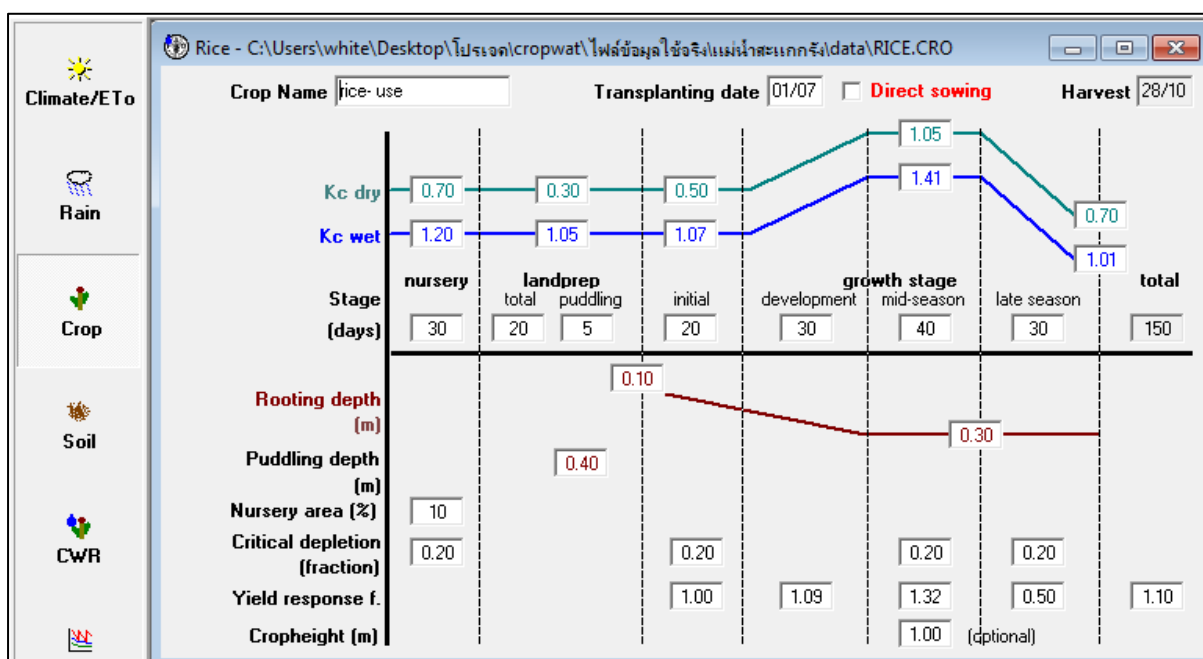 Rice - C:\Users\white\Desktop\โปรเจค\cropwat\ไฟล์ข้อมูลใช้จริง\แม่น้ำสะแกกรัง\data\RICE.CRO
Climate/ETo
Rain
Crop
Soil
CWR
Crop Name rice- use Transplanting date 01/07 Direct sowing Harvest 28/10
1.05
Kc dry 0.70 0.30 0.50
1.41
0.70
Kc wet 1.20 1.05 1.07
1.01
nursery landprep growth stage total
Stage total puddling initial development mid-season late season
(days) 30 20 5 20 30 40 30 150
0.10
Rooting depth
(m) 0.30
Puddling depth 0.40
(m)
Nursery area (%) 10
Critical depletion 0.20 0.20 0.20 0.20
(fraction)
Yield response f. 1.00 1.09 1.32 0.50 1.10
Cropheight (m) 1.00 (optional)